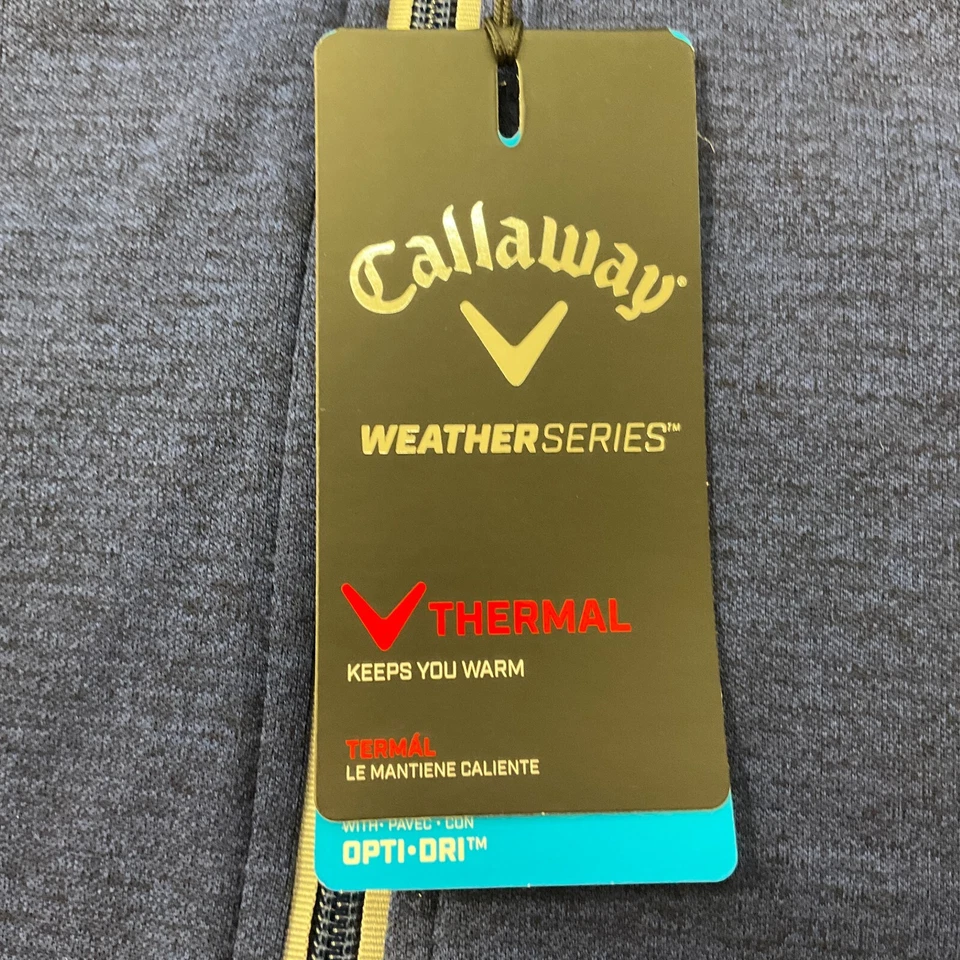 Callaway
WEATHERSERIES™
THERMAL
KEEPS YOU WARM
TERMÁL
LE MANTIENE CALIENTE
WITH • PAVEC • CON
OPTI•DRI™